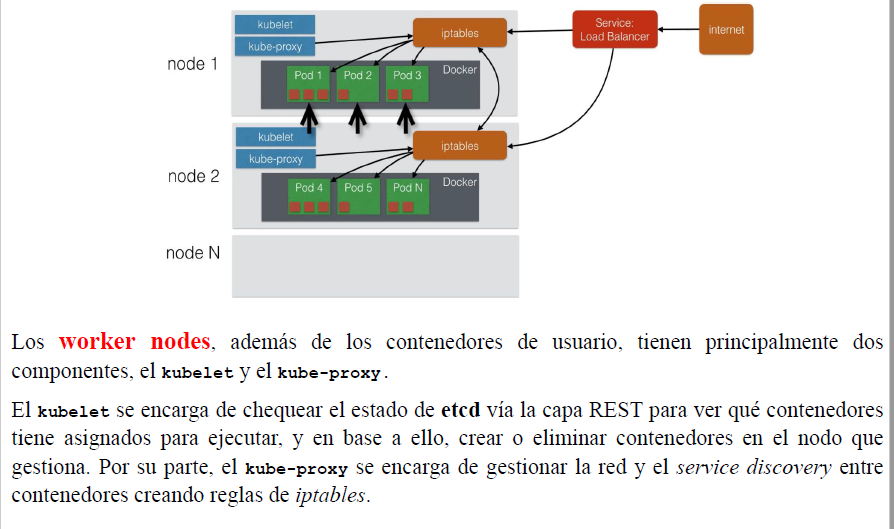 kubelet
kube-proxy
iptables
Service:
Load Balancer
internet
node 1
Docker
Pod 1
Pod 2
Pod 3
kubelet
kube-proxy
iptables
node 2
Docker
Pod 4
Pod 5
Pod N
node N
Los worker nodes, además de los contenedores de usuario, tienen principalmente dos
componentes, el kubelet y el kube-proxy.
El kubelet se encarga de chequear el estado de etcd vía la capa REST para ver qué contenedores
tiene asignados para ejecutar, y en base a ello, crear o eliminar contenedores en el nodo que
gestiona. Por su parte, el kube-proxy se encarga de gestionar la red y el service discovery entre
contenedores creando reglas de iptables.